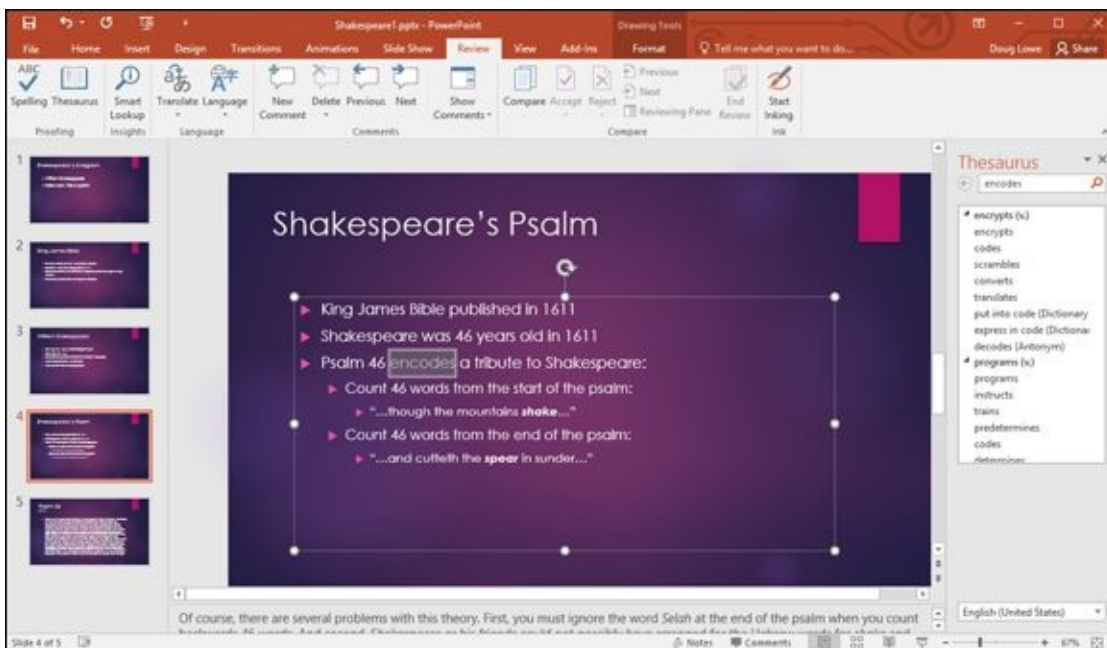 Shakespeare1.pptx - PowerPoint
Drawing Tools
File Home Insert Design Transitions Animations Slide Show Review View Add-Ins Format Tell me what you want to do... Doug Lowe Share
ABC
Spelling Thesaurus Smart Lookup Translate Language New Comment Delete Previous Next Show Comments Compare Accept Reject Previous Next Reviewing Pane End Review Start Inking
Proofing Insights Language Comments Compare Ink
1
2
3
4
5
Shakespeare's Psalm
King James Bible published in 1611
Shakespeare was 46 years old in 1611
Psalm 46 encodes a tribute to Shakespeare:
Count 46 words from the start of the psalm:
"...though the mountains shake..."
Count 46 words from the end of the psalm:
"...and cutteth the spear in sunder..."
Thesaurus
encodes
encrypts (v.)
encrypts
codes
scrambles
converts
translates
put into code (Dictionary
express in code (Dictionar
decodes (Antonym)
programs (v.)
programs
instructs
trains
predetermines
codes
determines
English (United States)
Of course, there are several problems with this theory. First, you must ignore the word Selah at the end of the psalm when you count
Slide 4 of 5 Notes Comments 67%